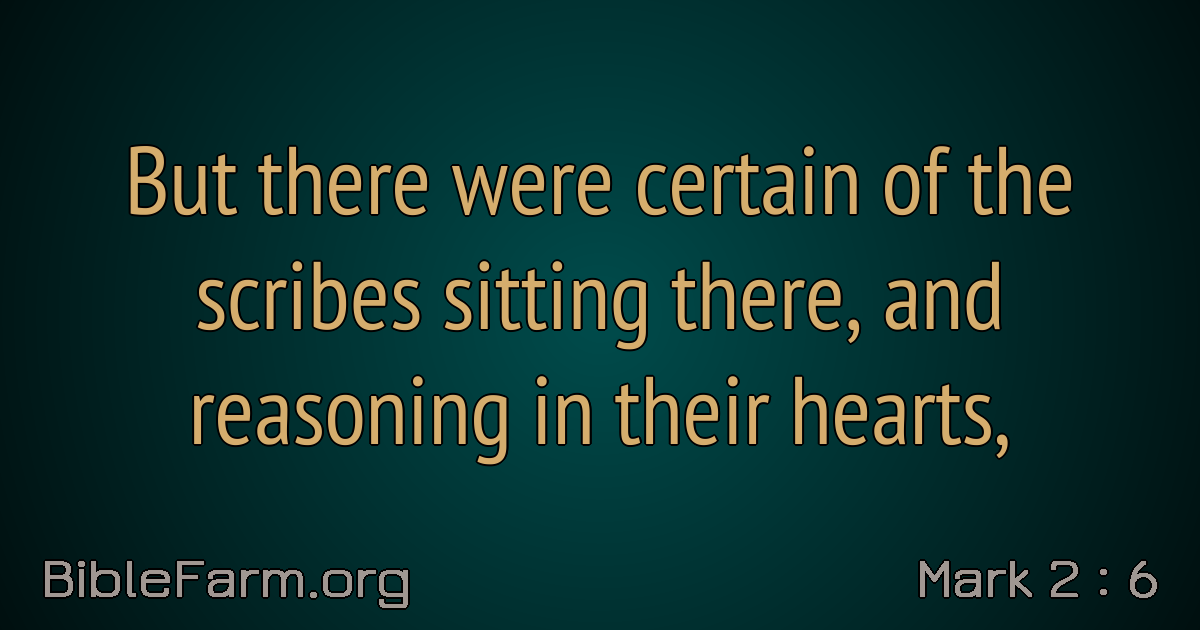 But there were certain of the
scribes sitting there, and
reasoning in their hearts,
BibleFarm.org
Mark 2 : 6